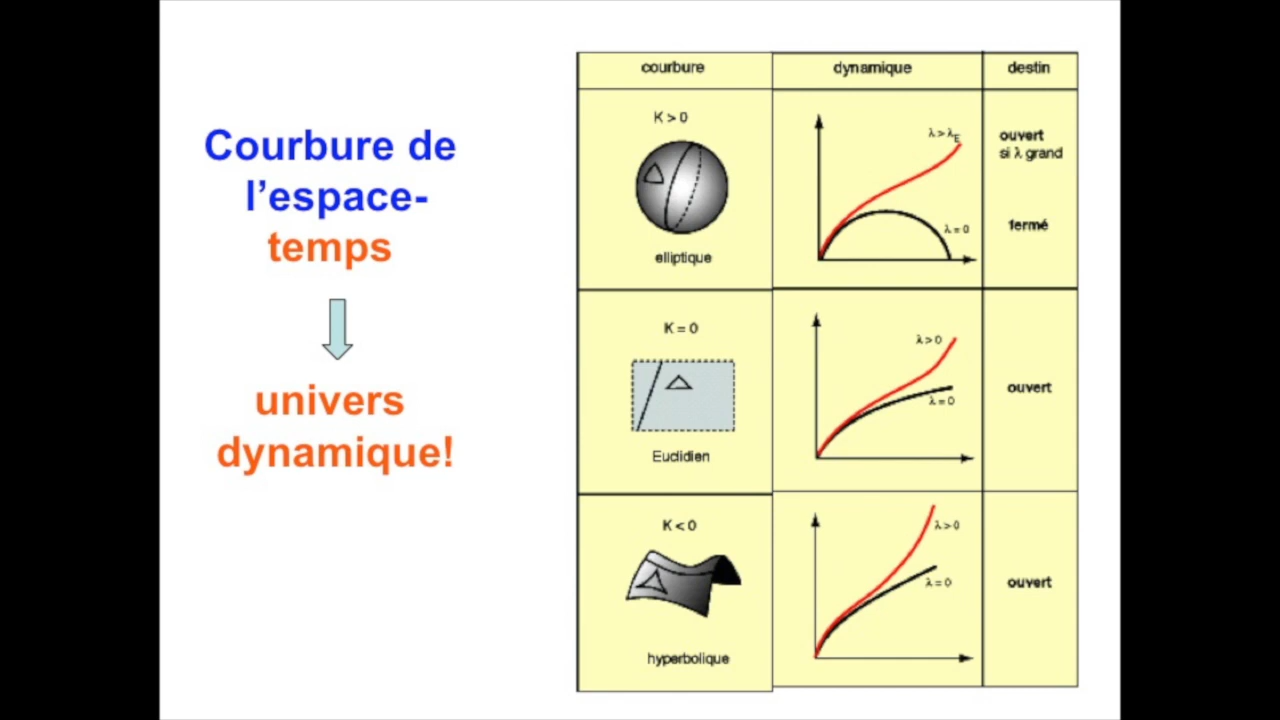 Courbure de
l’espace-
temps
univers
dynamique!
courbure
dynamique
destin
K > 0
elliptique
λ > λE
λ = 0
ouvert
si λ grand
fermé
K = 0
Euclidien
λ > 0
λ = 0
ouvert
K < 0
hyperbolique
λ > 0
λ = 0
ouvert